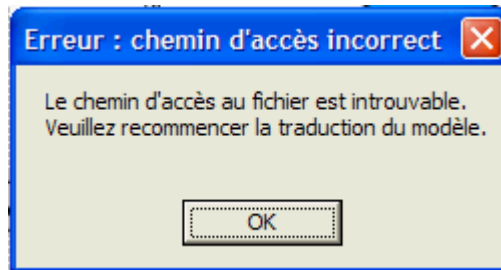 Erreur : chemin d'accès incorrect
Le chemin d'accès au fichier est introuvable.
Veuillez recommencer la traduction du modèle.
OK